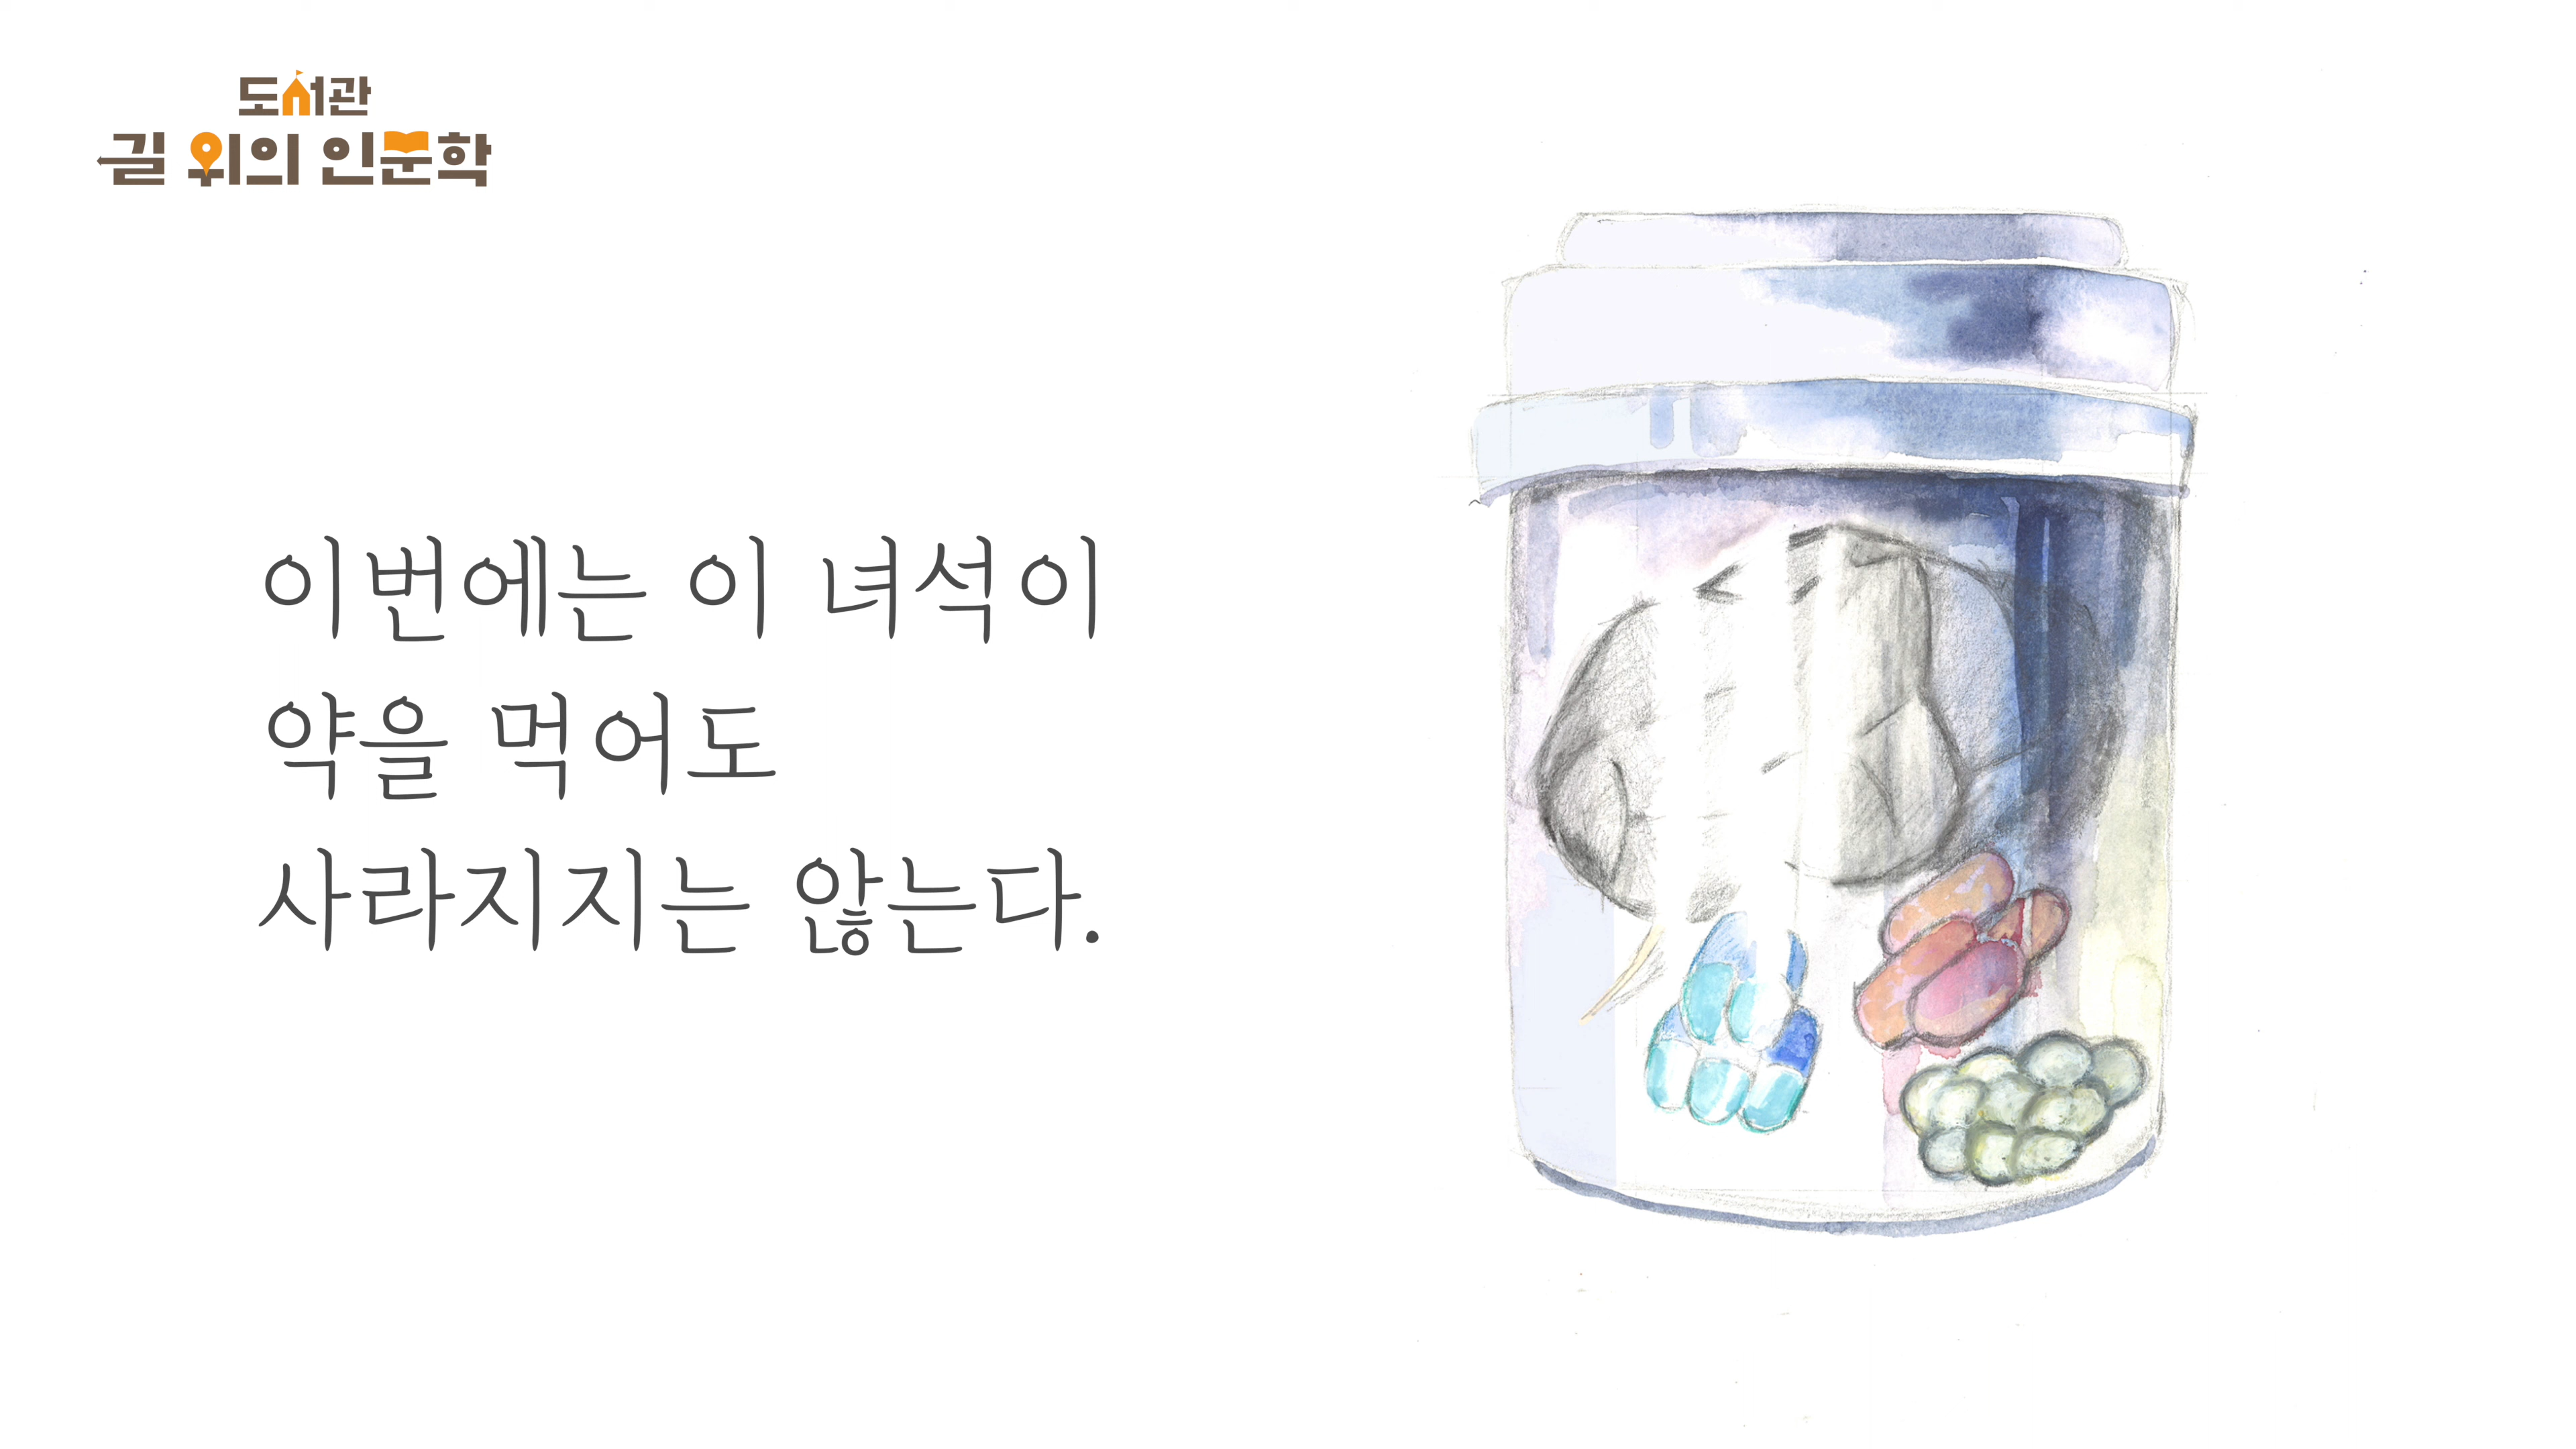 도서관
길 위의 인문학
이번에는 이 녀석이
약을 먹어도
사라지지는 않는다.